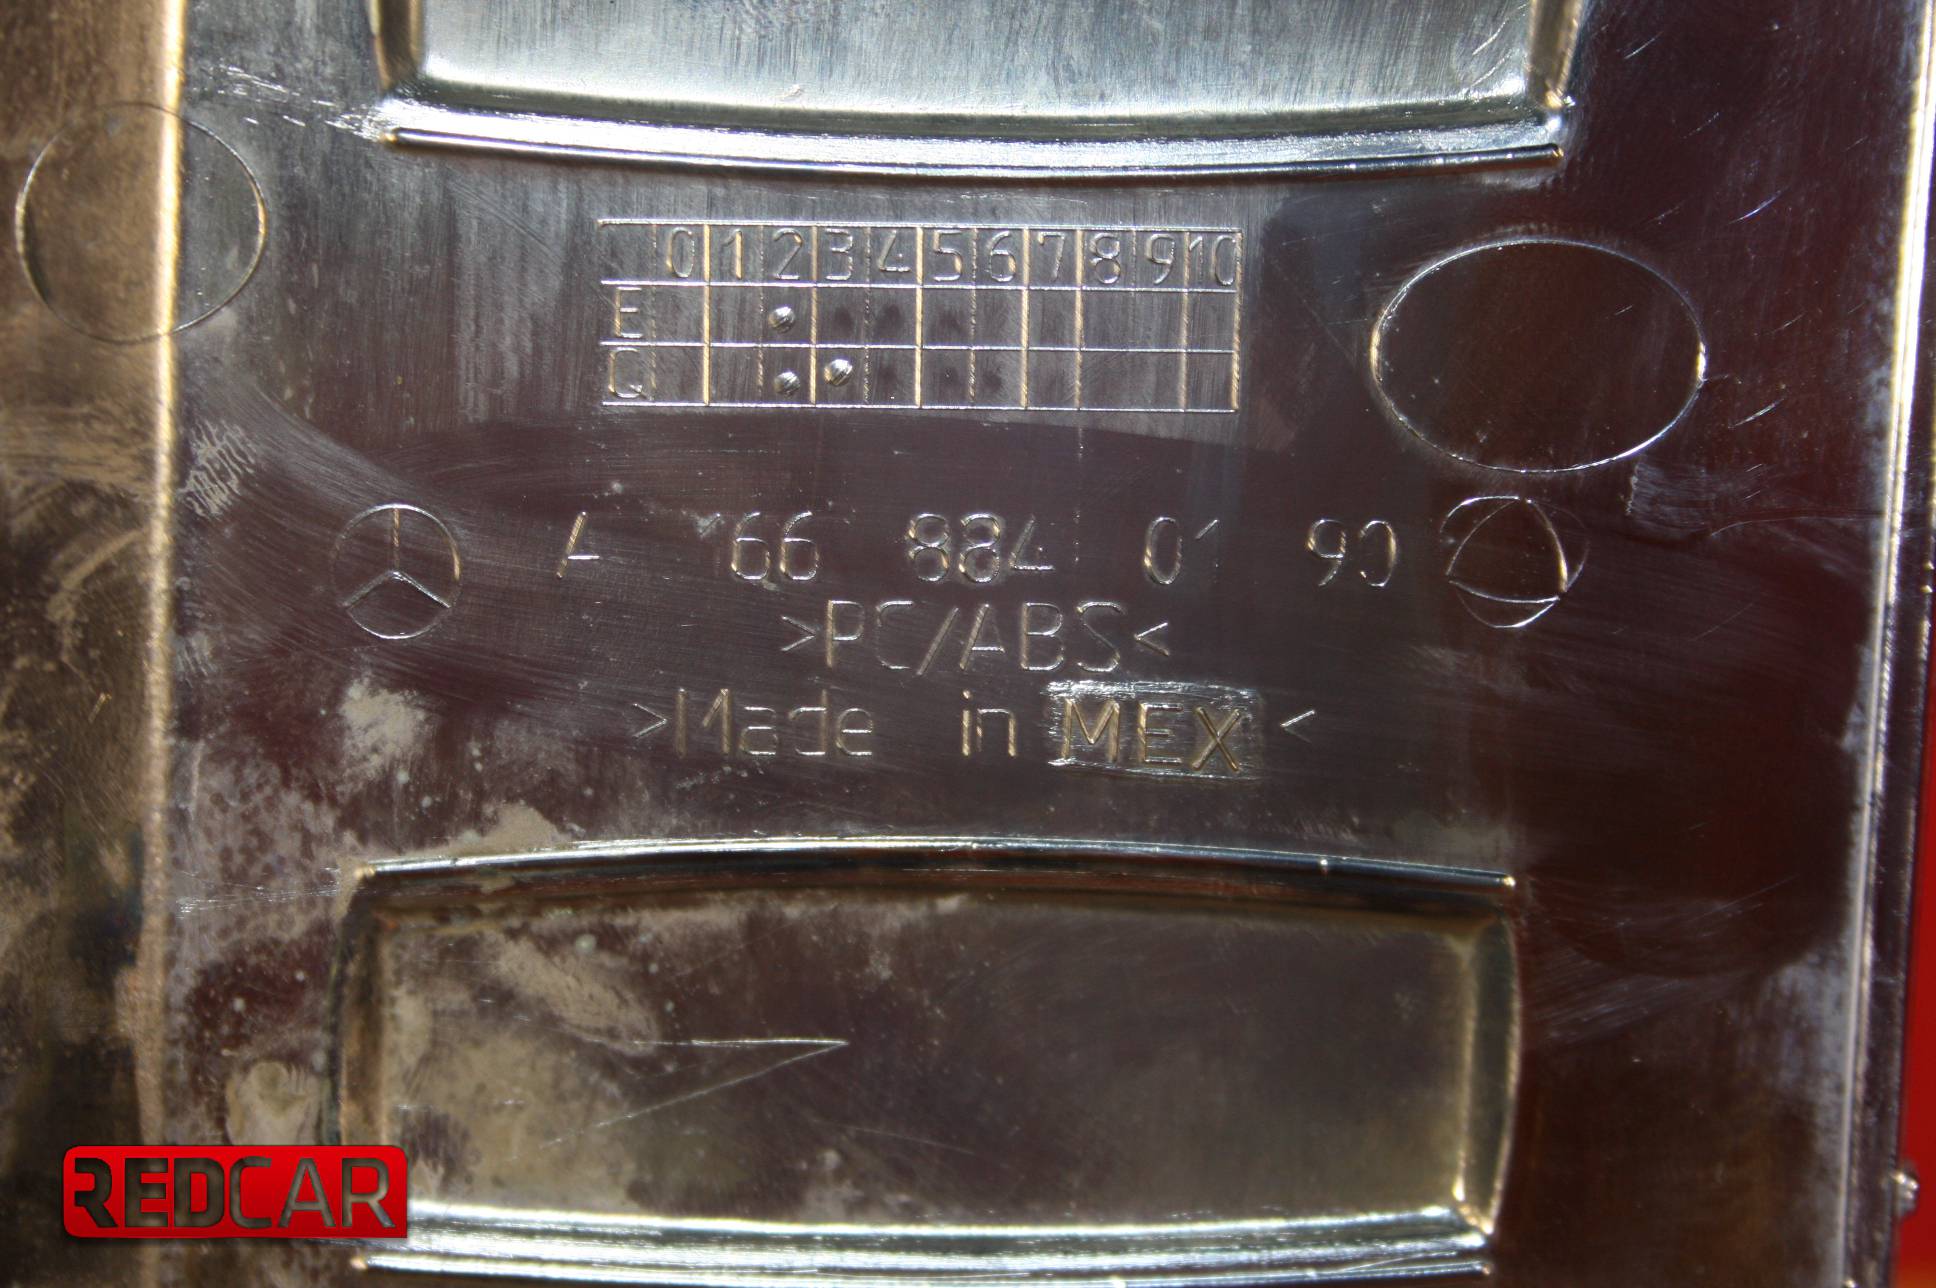 0 1 2 3 4 5 6 7 8 9 10
E
Q
A 166 884 01 90
>PC/ABS<
>Made in MEX<
REDCAR